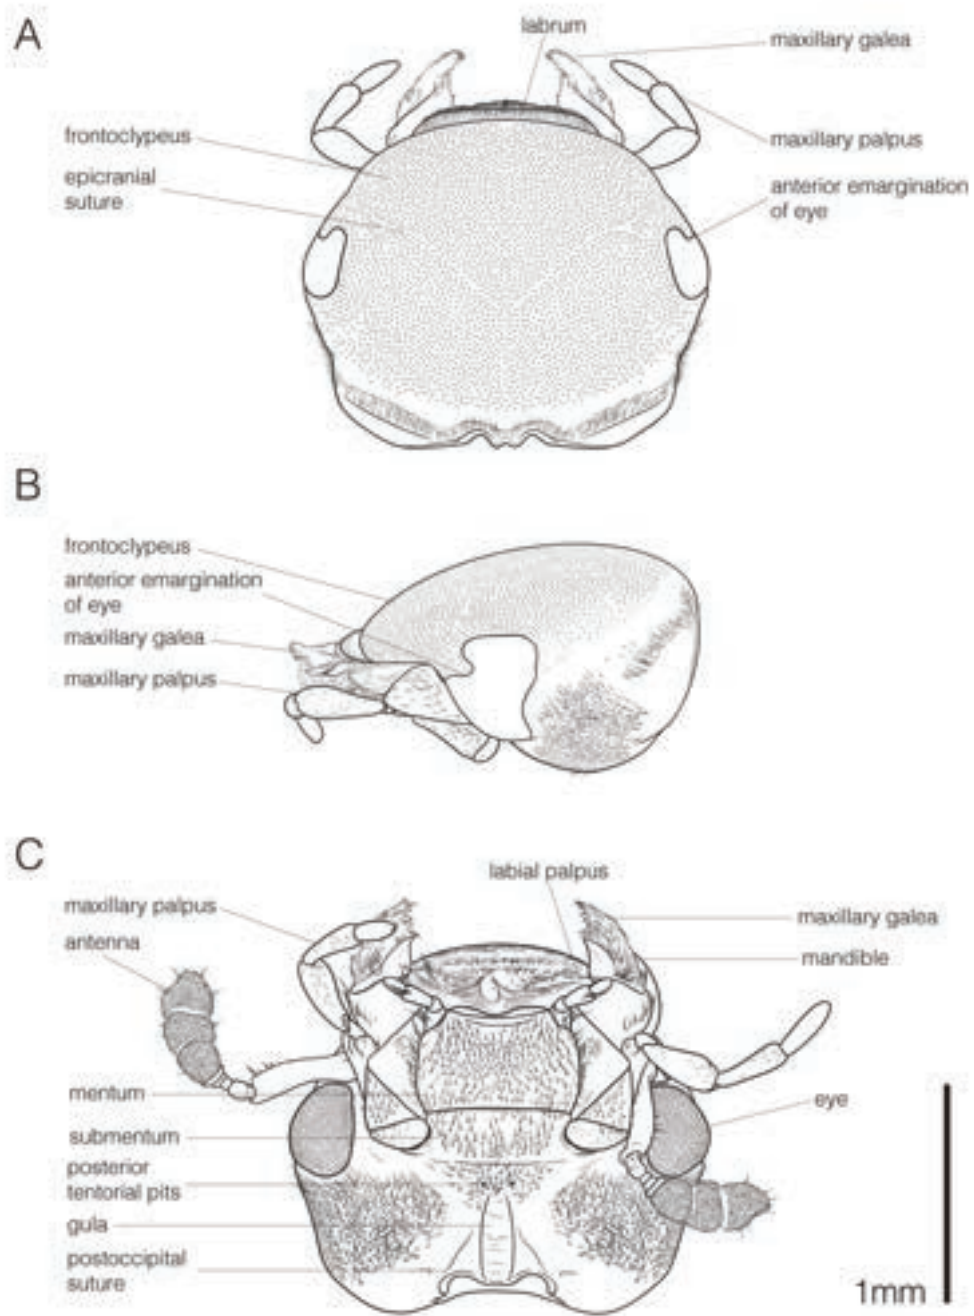 A
labrum
maxillary galea
frontoclypeus
maxillary palpus
epicranial
suture
anterior emargination
of eye
B
frontoclypeus
anterior emargination
of eye
maxillary galea
maxillary palpus
C
labial palpus
maxillary palpus
maxillary galea
antenna
mandible
mentum
eye
submentum
posterior
tentorial pits
gula
postoccipital
suture
1mm